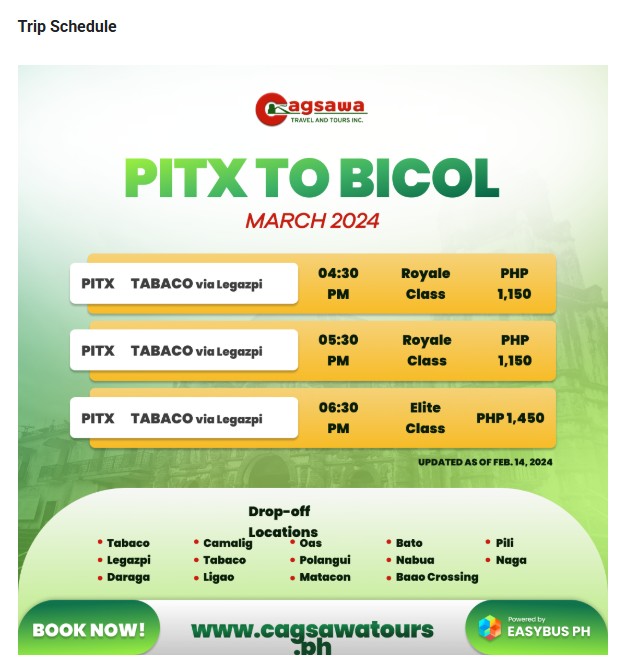 Trip Schedule
Cagsawa
TRAVEL AND TOURS INC.
PITX TO BICOL
MARCH 2024
PITX TABACO via Legazpi 04:30 PM Royale Class PHP 1,150
PITX TABACO via Legazpi 05:30 PM Royale Class PHP 1,150
PITX TABACO via Legazpi 06:30 PM Elite Class PHP 1,450
UPDATED AS OF FEB. 14, 2024
Drop-off
Locations
• Tabaco • Camalig • Oas • Bato • Pili
• Legazpi • Tabaco • Polangui • Nabua • Naga
• Daraga • Ligao • Matacon • Baao Crossing
BOOK NOW!
www.cagsawatours
.ph
Powered by
EASYBUS PH